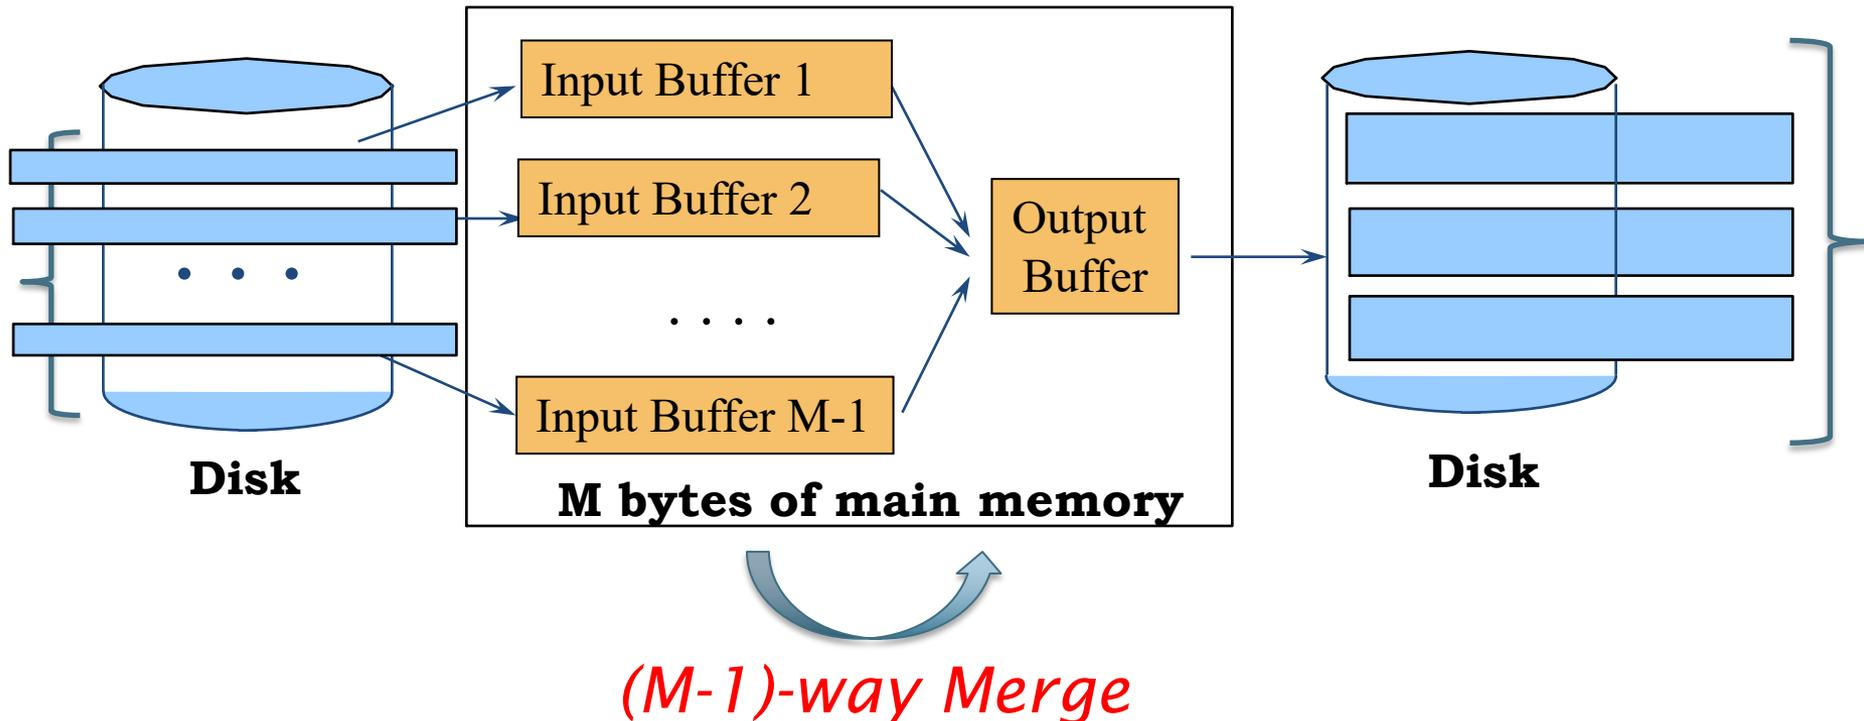 Input Buffer 1
Input Buffer 2
. . . .
Input Buffer M-1
Output
Buffer
• • •
Disk
M bytes of main memory
Disk
(M-1)-way Merge